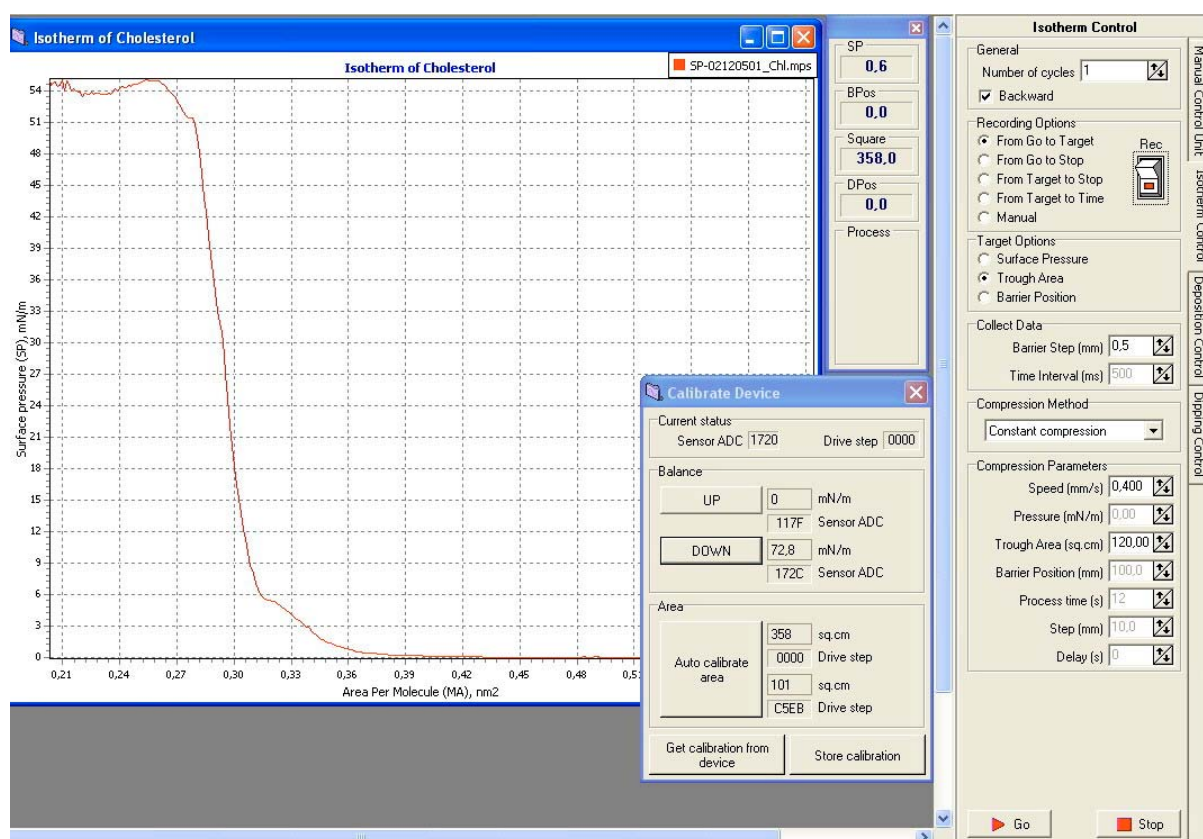 Isotherm of Cholesterol
Isotherm of Cholesterol
SP-02120501_Chl.mps
Surface pressure (SP), mN/m
54
51
48
45
42
39
36
33
30
27
24
21
18
15
12
9
6
3
0
0,21 0,24 0,27 0,30 0,33 0,36 0,39 0,42 0,45 0,48
Area Per Molecule (MA), nm2
SP
0,6
BPos
0,0
Square
358,0
DPos
0,0
Process
Calibrate Device
Current status
Sensor ADC 1720 Drive step 0000
Balance
UP 0 mN/m
117F Sensor ADC
DOWN 72,8 mN/m
172C Sensor ADC
Area
Auto calibrate area
358 sq.cm
0000 Drive step
101 sq.cm
C5EB Drive step
Get calibration from device
Store calibration
Isotherm Control
General
Number of cycles 1
Backward
Recording Options
From Go to Target
From Go to Stop
From Target to Stop
From Target to Time
Manual
Rec
Target Options
Surface Pressure
Trough Area
Barrier Position
Collect Data
Barrier Step (mm) 0,5
Time Interval (ms) 500
Compression Method
Constant compression
Compression Parameters
Speed (mm/s) 0,400
Pressure (mN/m) 0,00
Trough Area (sq.cm) 120,00
Barrier Position (mm) 100,0
Process time (s) 12
Step (mm) 10,0
Delay (s) 0
Go Stop
Manual Control Unit
Isotherm Control
Deposition Control
Dipping Control